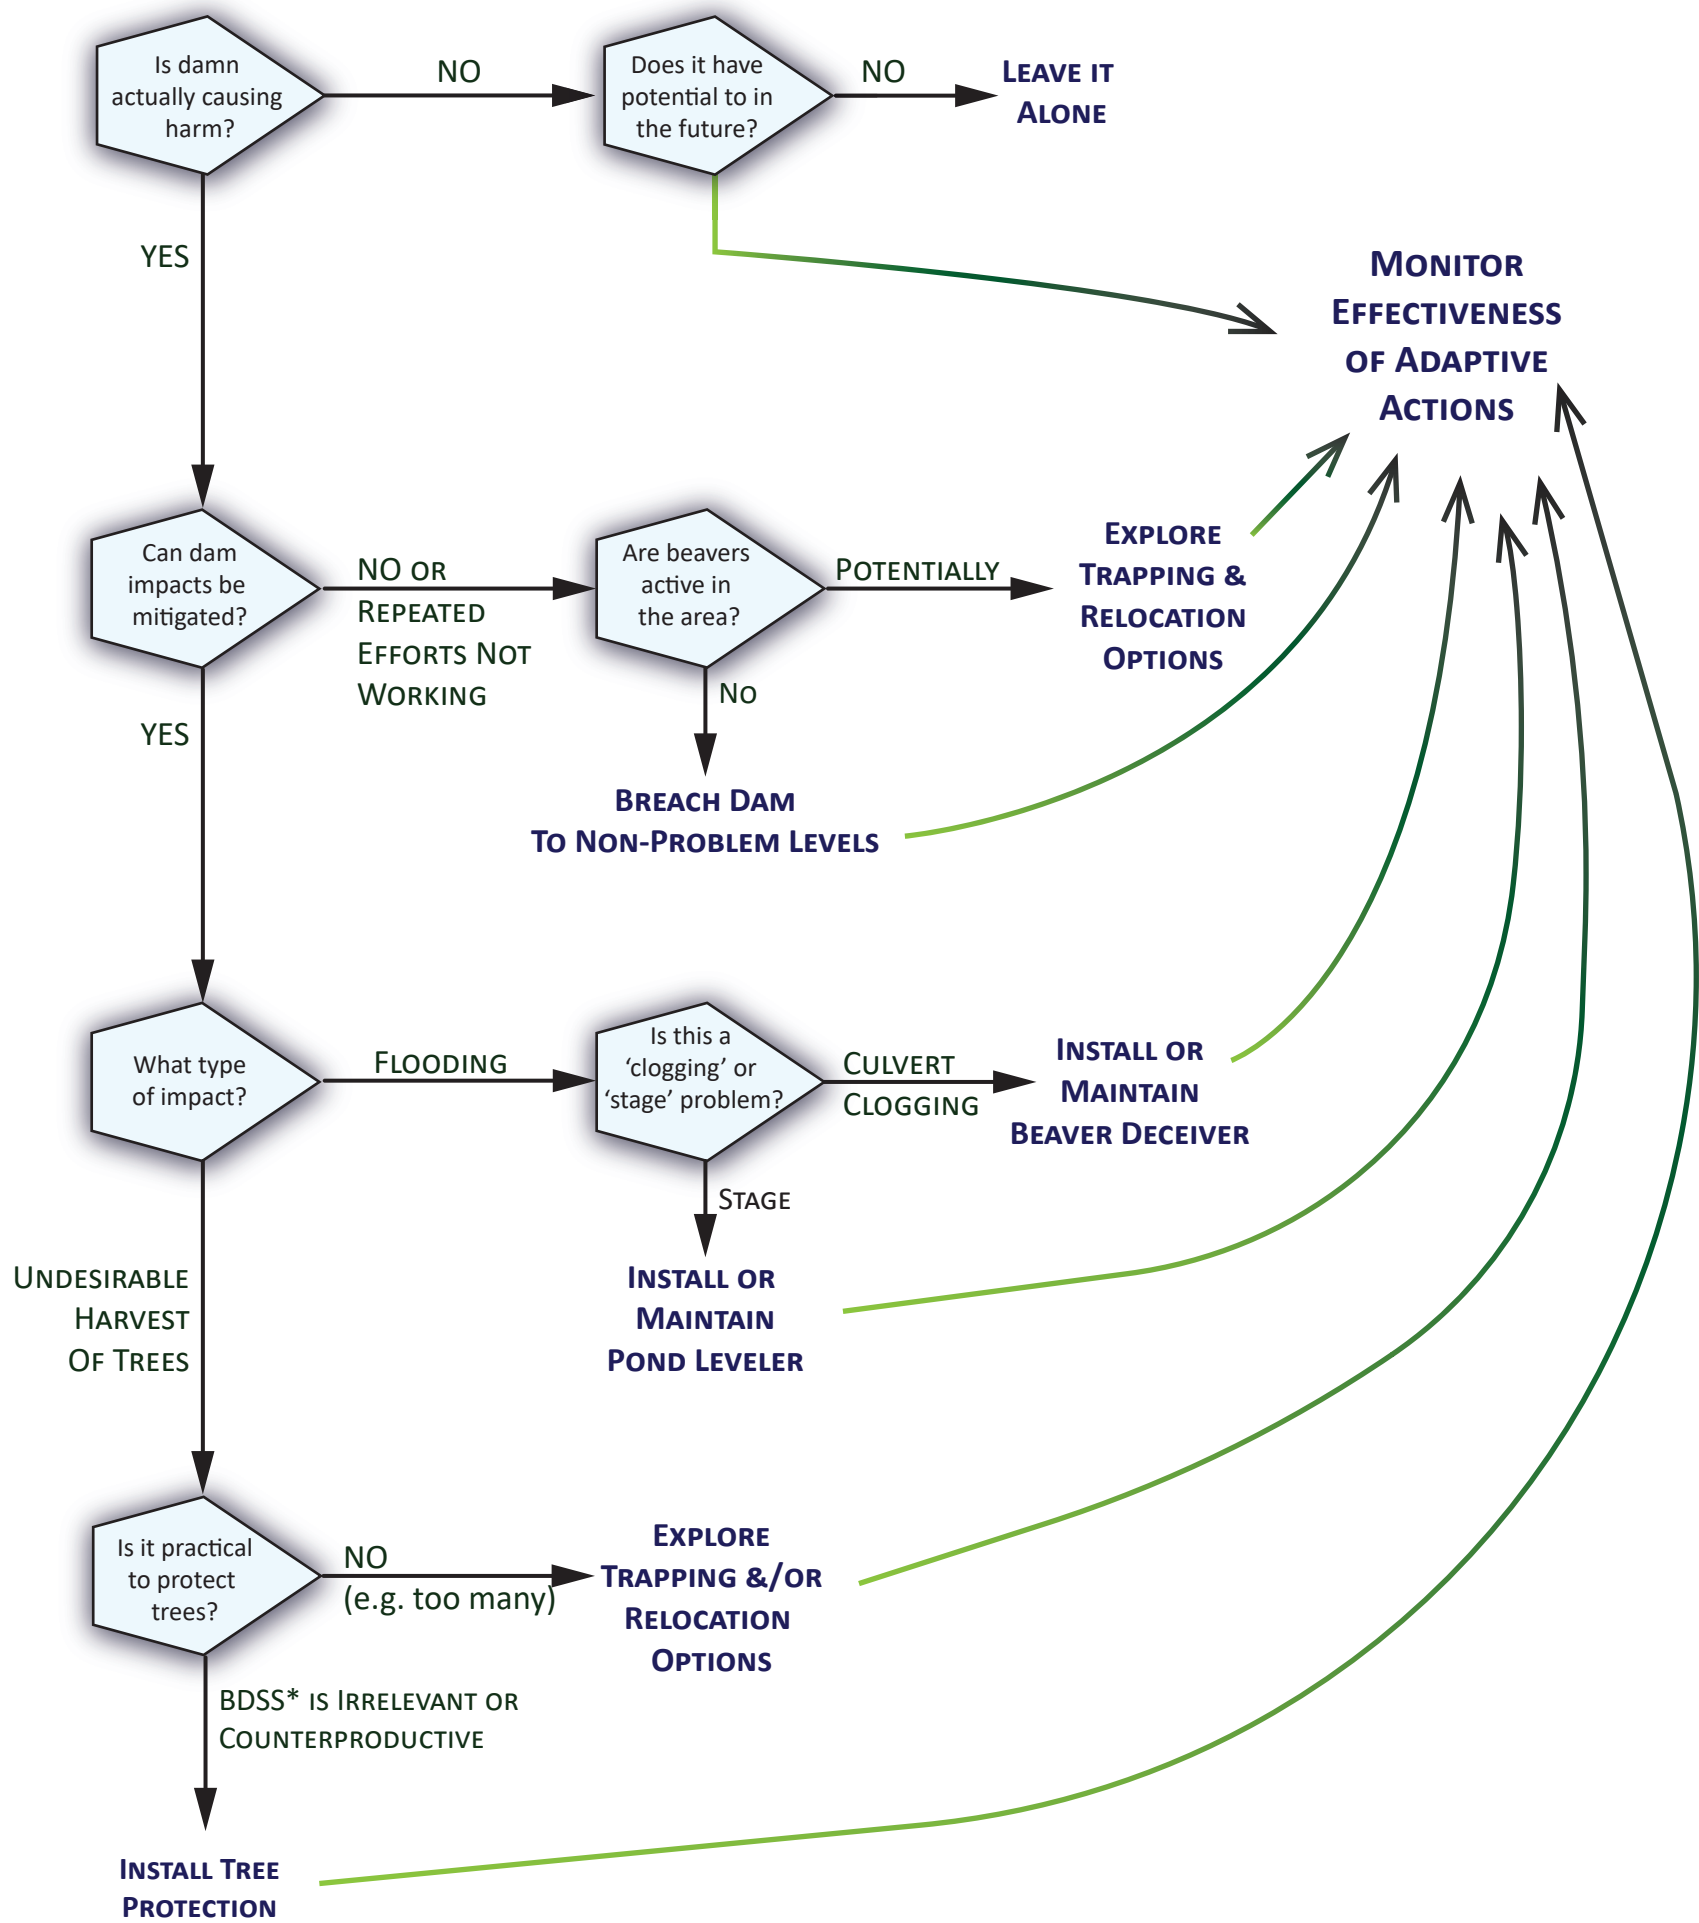 Is damn
actually causing
harm?
NO
Does it have
potential to in
the future?
NO
LEAVE IT
ALONE
YES
MONITOR
EFFECTIVENESS
OF ADAPTIVE
ACTIONS
Can dam
impacts be
mitigated?
NO OR
REPEATED
EFFORTS NOT
WORKING
Are beavers
active in
the area?
POTENTIALLY
EXPLORE
TRAPPING &
RELOCATION
OPTIONS
NO
BREACH DAM
TO NON-PROBLEM LEVELS
YES
What type
of impact?
FLOODING
Is this a
‘clogging’ or
‘stage’ problem?
CULVERT
CLOGGING
INSTALL OR
MAINTAIN
BEAVER DECEIVER
STAGE
INSTALL OR
MAINTAIN
POND LEVELER
UNDESIRABLE
HARVEST
OF TREES
Is it practical
to protect
trees?
NO
(e.g. too many)
EXPLORE
TRAPPING &/OR
RELOCATION
OPTIONS
BDSS* IS IRRELEVANT OR
COUNTERPRODUCTIVE
INSTALL TREE
PROTECTION